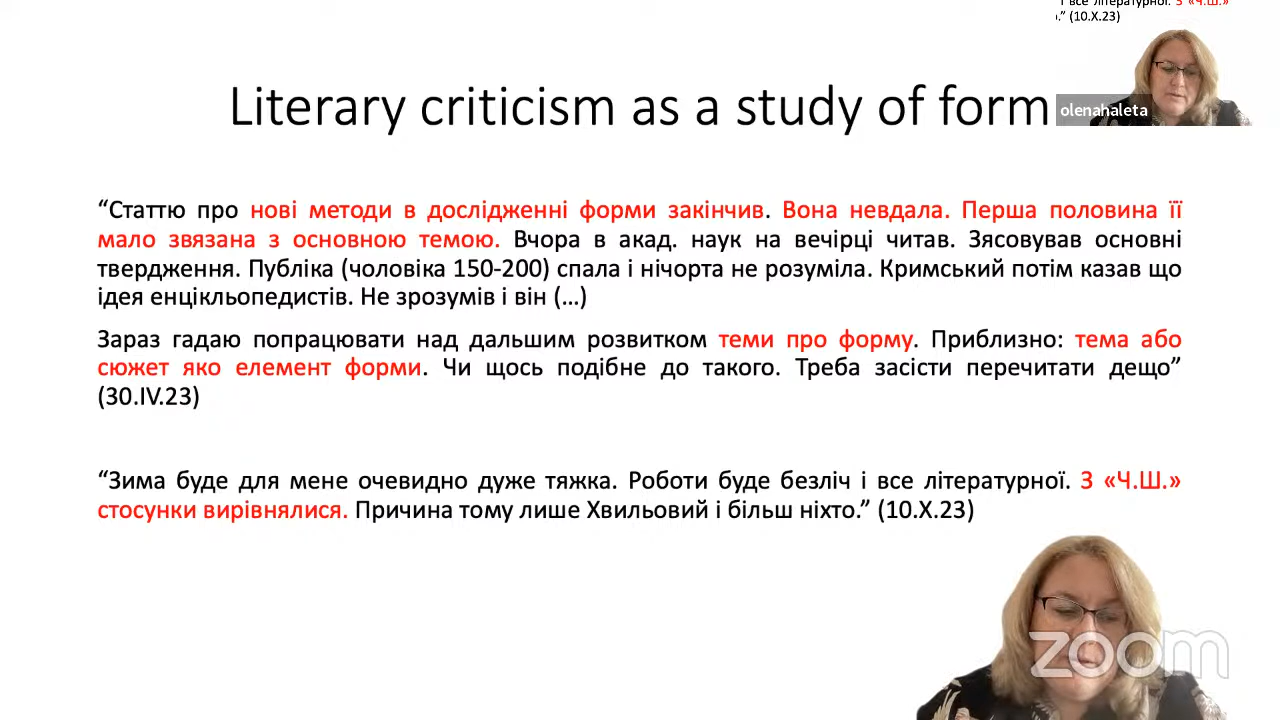 і все літературної. З «Ч.Ш.»
.” (10.X.23)
olenahaleta
Literary criticism as a study of form
“Статтю про нові методи в дослідженні форми закінчив. Вона невдала. Перша половина її
мало звязана з основною темою. Вчора в акад. наук на вечірці читав. Зясовував основні
твердження. Публіка (чоловіка 150-200) спала і нічорта не розуміла. Кримський потім казав що
ідея енцікльопедистів. Не зрозумів і він (…)
Зараз гадаю попрацювати над дальшим розвитком теми про форму. Приблизно: тема або
сюжет яко елемент форми. Чи щось подібне до такого. Треба засісти перечитати дещо”
(30.IV.23)
“Зима буде для мене очевидно дуже тяжка. Роботи буде безліч і все літературної. З «Ч.Ш.»
стосунки вирівнялися. Причина тому лише Хвильовий і більш ніхто.” (10.X.23)
zoom